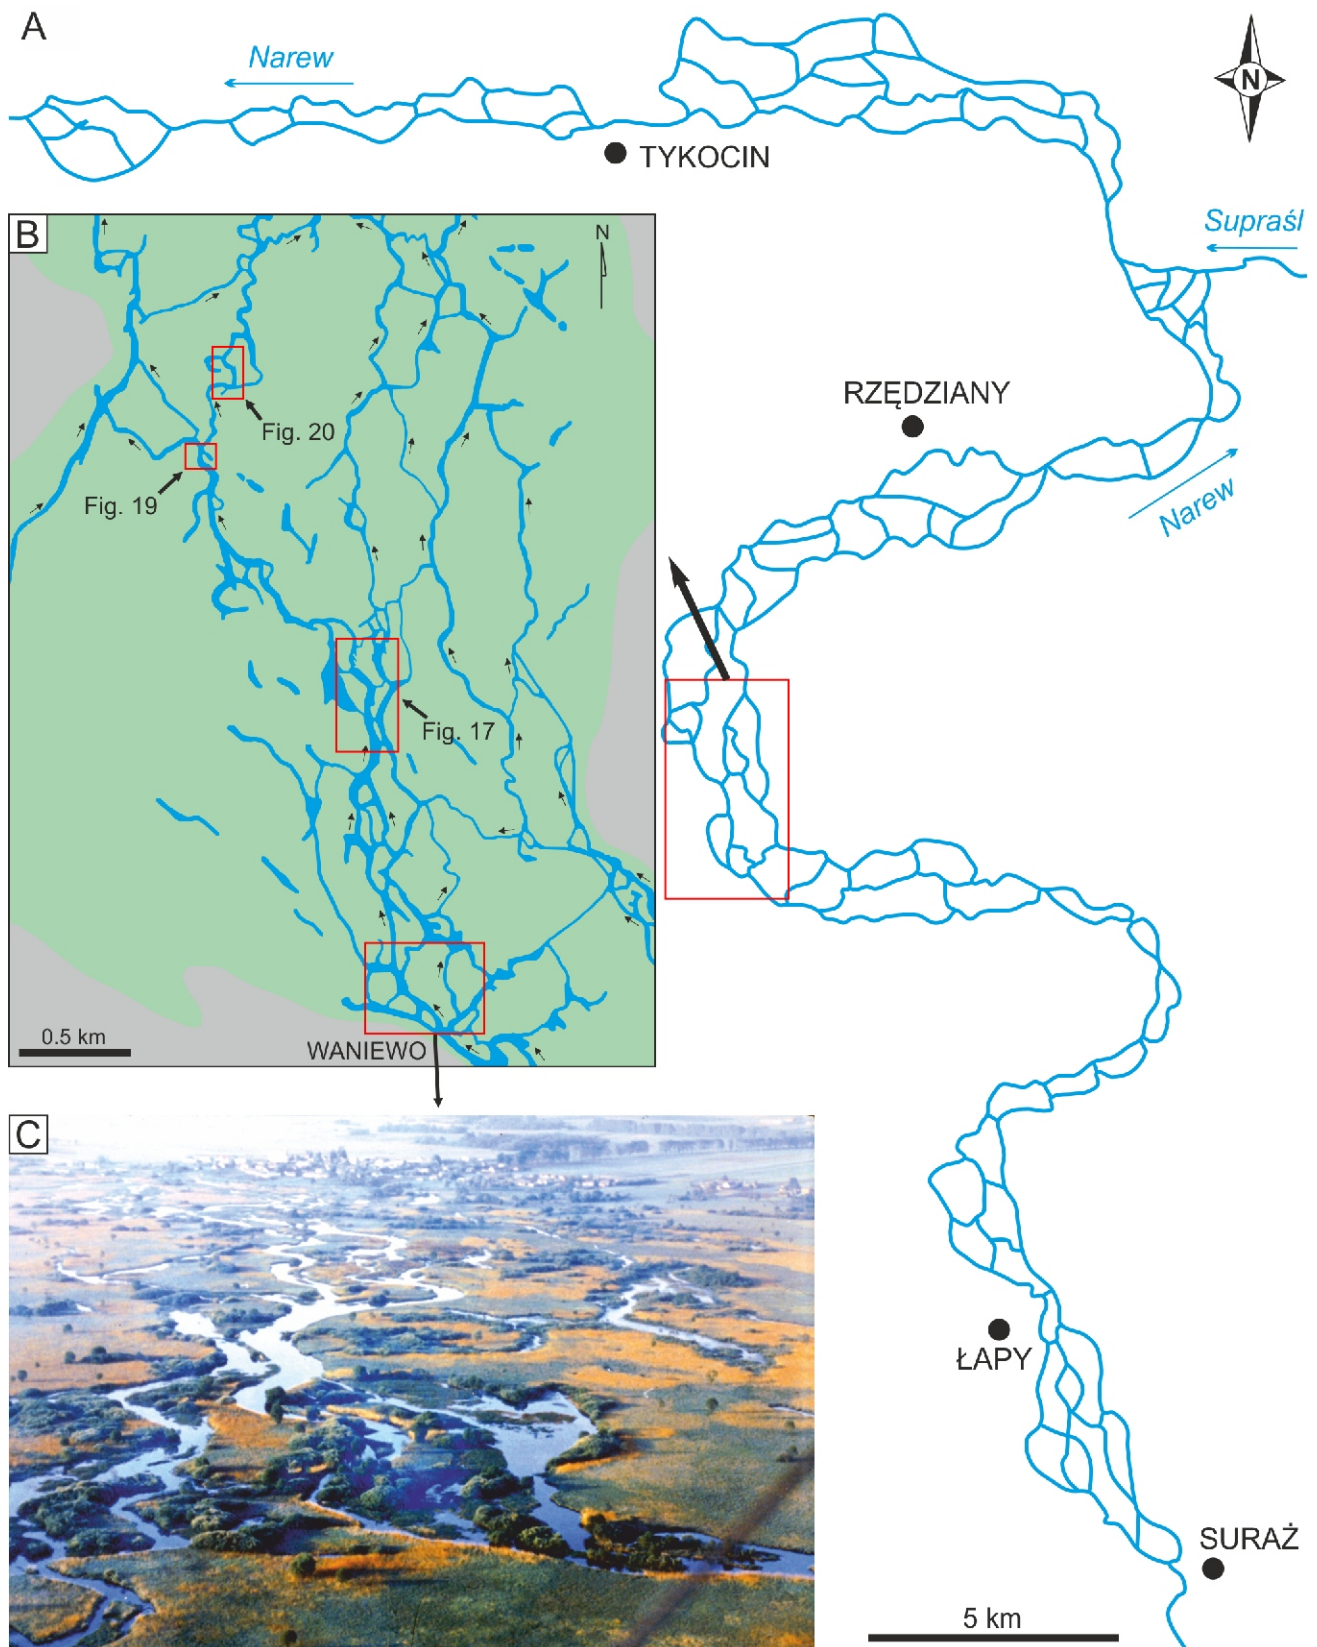 A
Narew
N
TYKOCIN
Supraśl
B
N
RZĘDZIANY
Fig. 20
Fig. 19
Narew
Fig. 17
0.5 km
WANIEWO
C
ŁAPY
SURAŻ
5 km